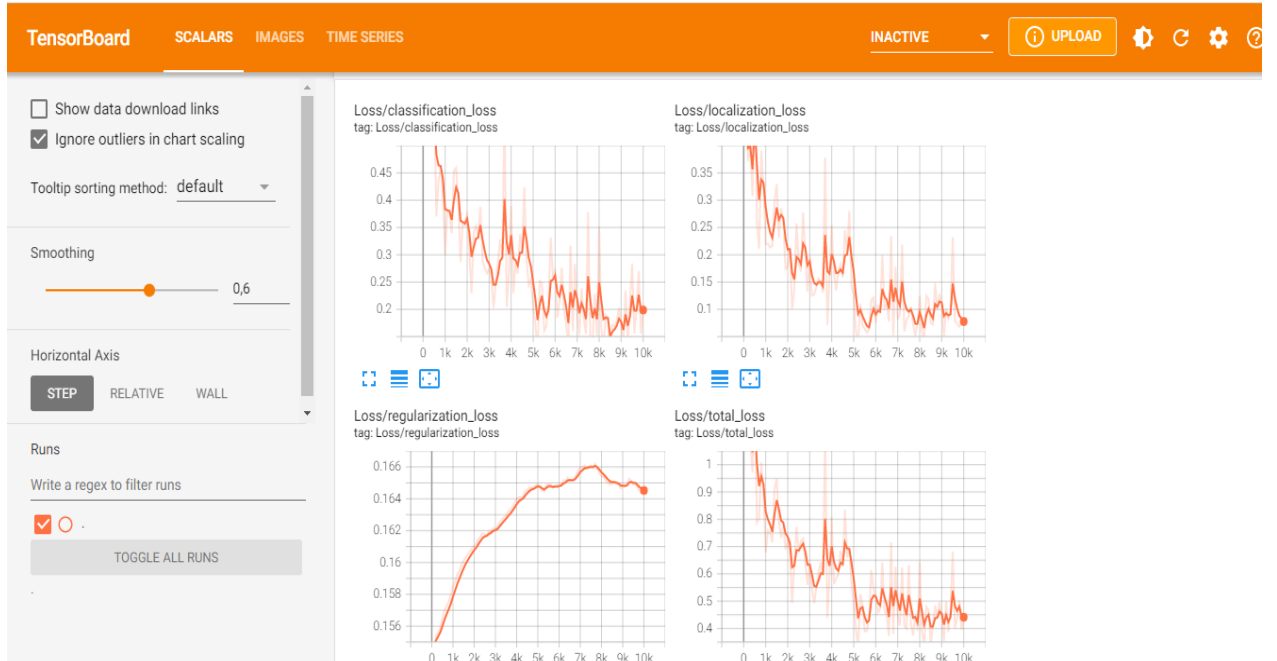 TensorBoard SCALARS IMAGES TIME SERIES INACTIVE UPLOAD
Show data download links
Ignore outliers in chart scaling
Tooltip sorting method: default
Smoothing
0,6
Horizontal Axis
STEP RELATIVE WALL
Runs
Write a regex to filter runs
.
TOGGLE ALL RUNS
.
Loss/classification_loss
tag: Loss/classification_loss
0.45
0.4
0.35
0.3
0.25
0.2
0 1k 2k 3k 4k 5k 6k 7k 8k 9k 10k
Loss/localization_loss
tag: Loss/localization_loss
0.35
0.3
0.25
0.2
0.15
0.1
0 1k 2k 3k 4k 5k 6k 7k 8k 9k 10k
Loss/regularization_loss
tag: Loss/regularization_loss
0.166
0.164
0.162
0.16
0.158
0.156
0 1k 2k 3k 4k 5k 6k 7k 8k 9k 10k
Loss/total_loss
tag: Loss/total_loss
1
0.9
0.8
0.7
0.6
0.5
0.4
0 1k 2k 3k 4k 5k 6k 7k 8k 9k 10k